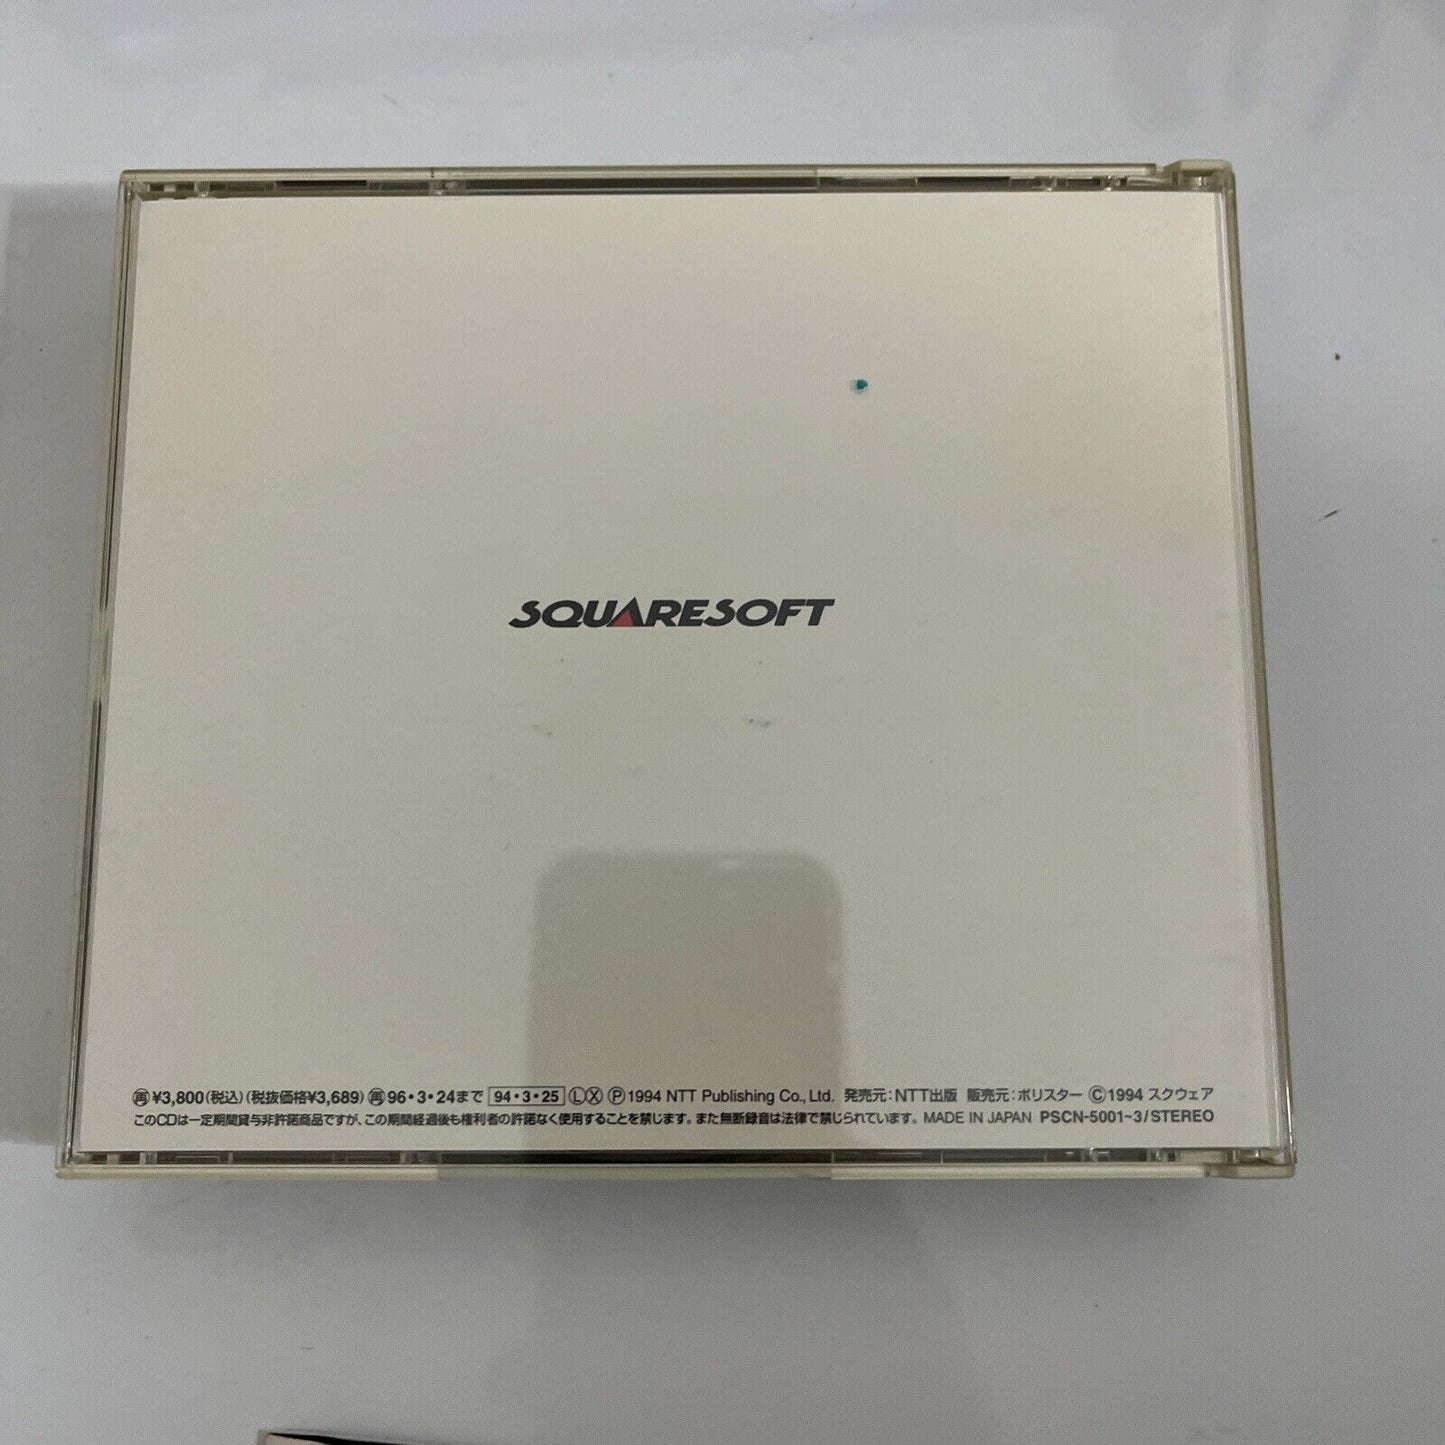 SQUARESOFT
再¥3,800(税込)(税抜価格¥3,689)再96・3・24まで 94・3・25 ⓁⓍ Ⓟ1994 NTT Publishing Co., Ltd. 発売元:NTT出版 販売元:ポリスター Ⓒ1994 スクウェア
このCDは一定期間貸与非許諾商品ですが、この期間経過後も権利者の許諾なく使用することを禁じます。また無断録音は法律で禁じられています。 MADE IN JAPAN PSCN-5001~3/STEREO